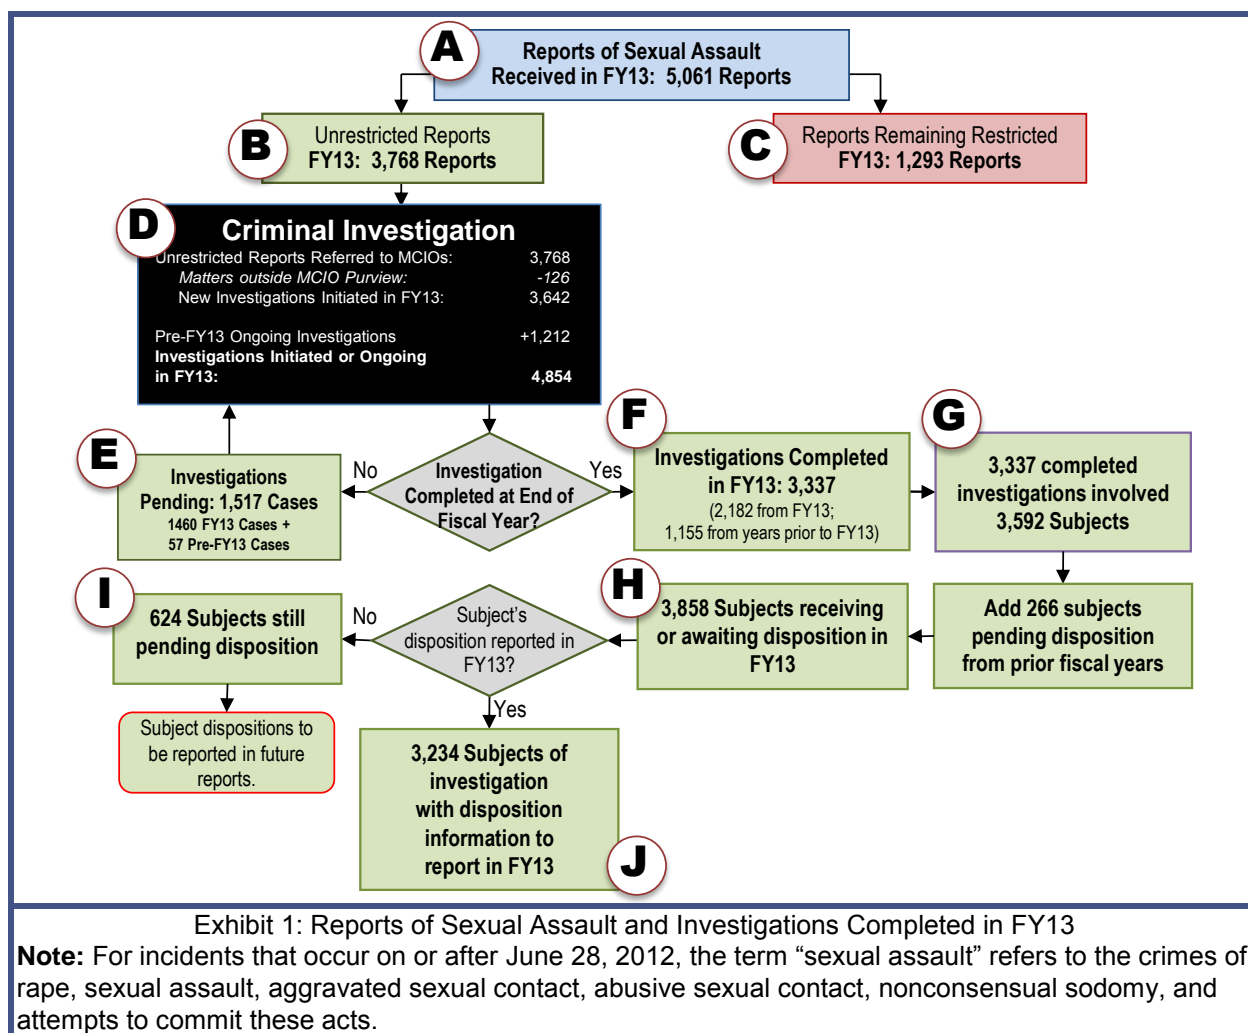 A
Reports of Sexual Assault
Received in FY13: 5,061 Reports
B
Unrestricted Reports
FY13: 3,768 Reports
C
Reports Remaining Restricted
FY13: 1,293 Reports
D
Criminal Investigation
Unrestricted Reports Referred to MCIOs: 3,768
Matters outside MCIO Purview: -126
New Investigations Initiated in FY13: 3,642
Pre-FY13 Ongoing Investigations +1,212
Investigations Initiated or Ongoing
in FY13: 4,854
E
Investigations
Pending: 1,517 Cases
1460 FY13 Cases +
57 Pre-FY13 Cases
No
Investigation
Completed at End of
Fiscal Year?
Yes
F
Investigations Completed
in FY13: 3,337
(2,182 from FY13;
1,155 from years prior to FY13)
G
3,337 completed
investigations involved
3,592 Subjects
I
624 Subjects still
pending disposition
No
Subject's
disposition reported in
FY13?
Yes
H
3,858 Subjects receiving
or awaiting disposition in
FY13
Add 266 subjects
pending disposition
from prior fiscal years
Subject dispositions to
be reported in future
reports.
3,234 Subjects of
investigation
with disposition
information to
report in FY13
J
Exhibit 1: Reports of Sexual Assault and Investigations Completed in FY13
Note: For incidents that occur on or after June 28, 2012, the term “sexual assault” refers to the crimes of
rape, sexual assault, aggravated sexual contact, abusive sexual contact, nonconsensual sodomy, and
attempts to commit these acts.